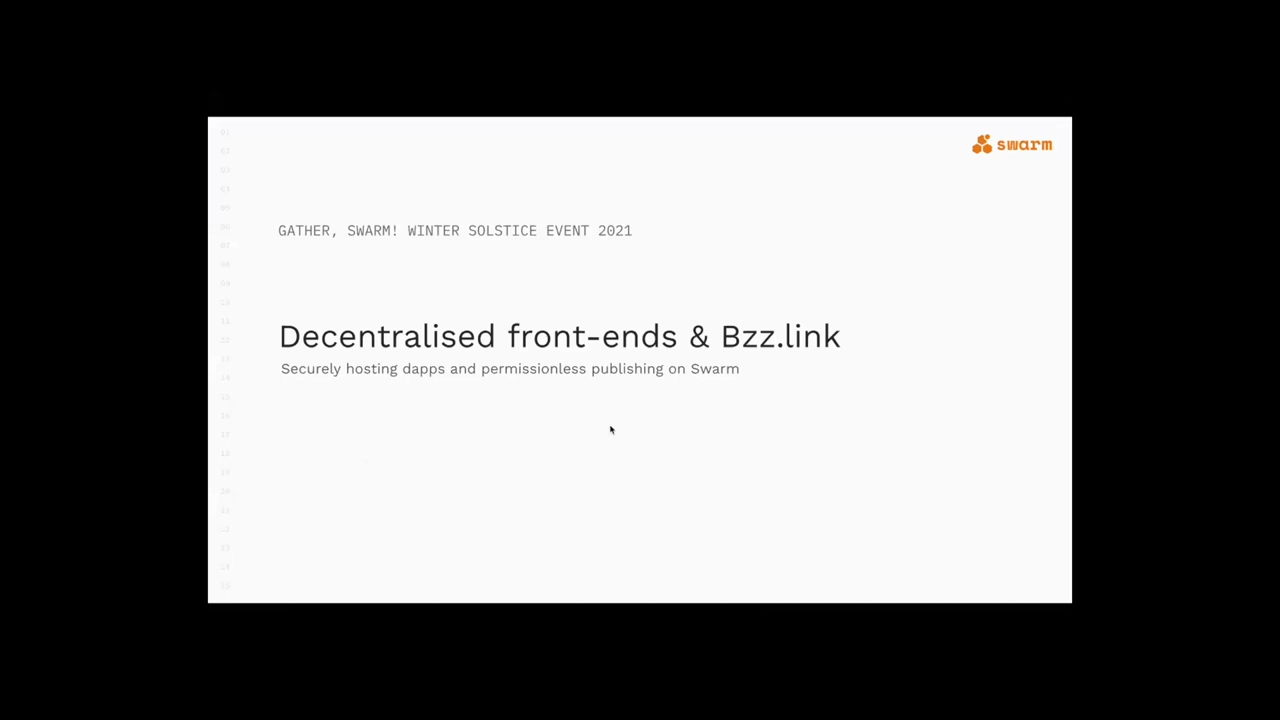 swarm
GATHER, SWARM! WINTER SOLSTICE EVENT 2021
Decentralised front-ends & Bzz.link
Securely hosting dapps and permissionless publishing on Swarm